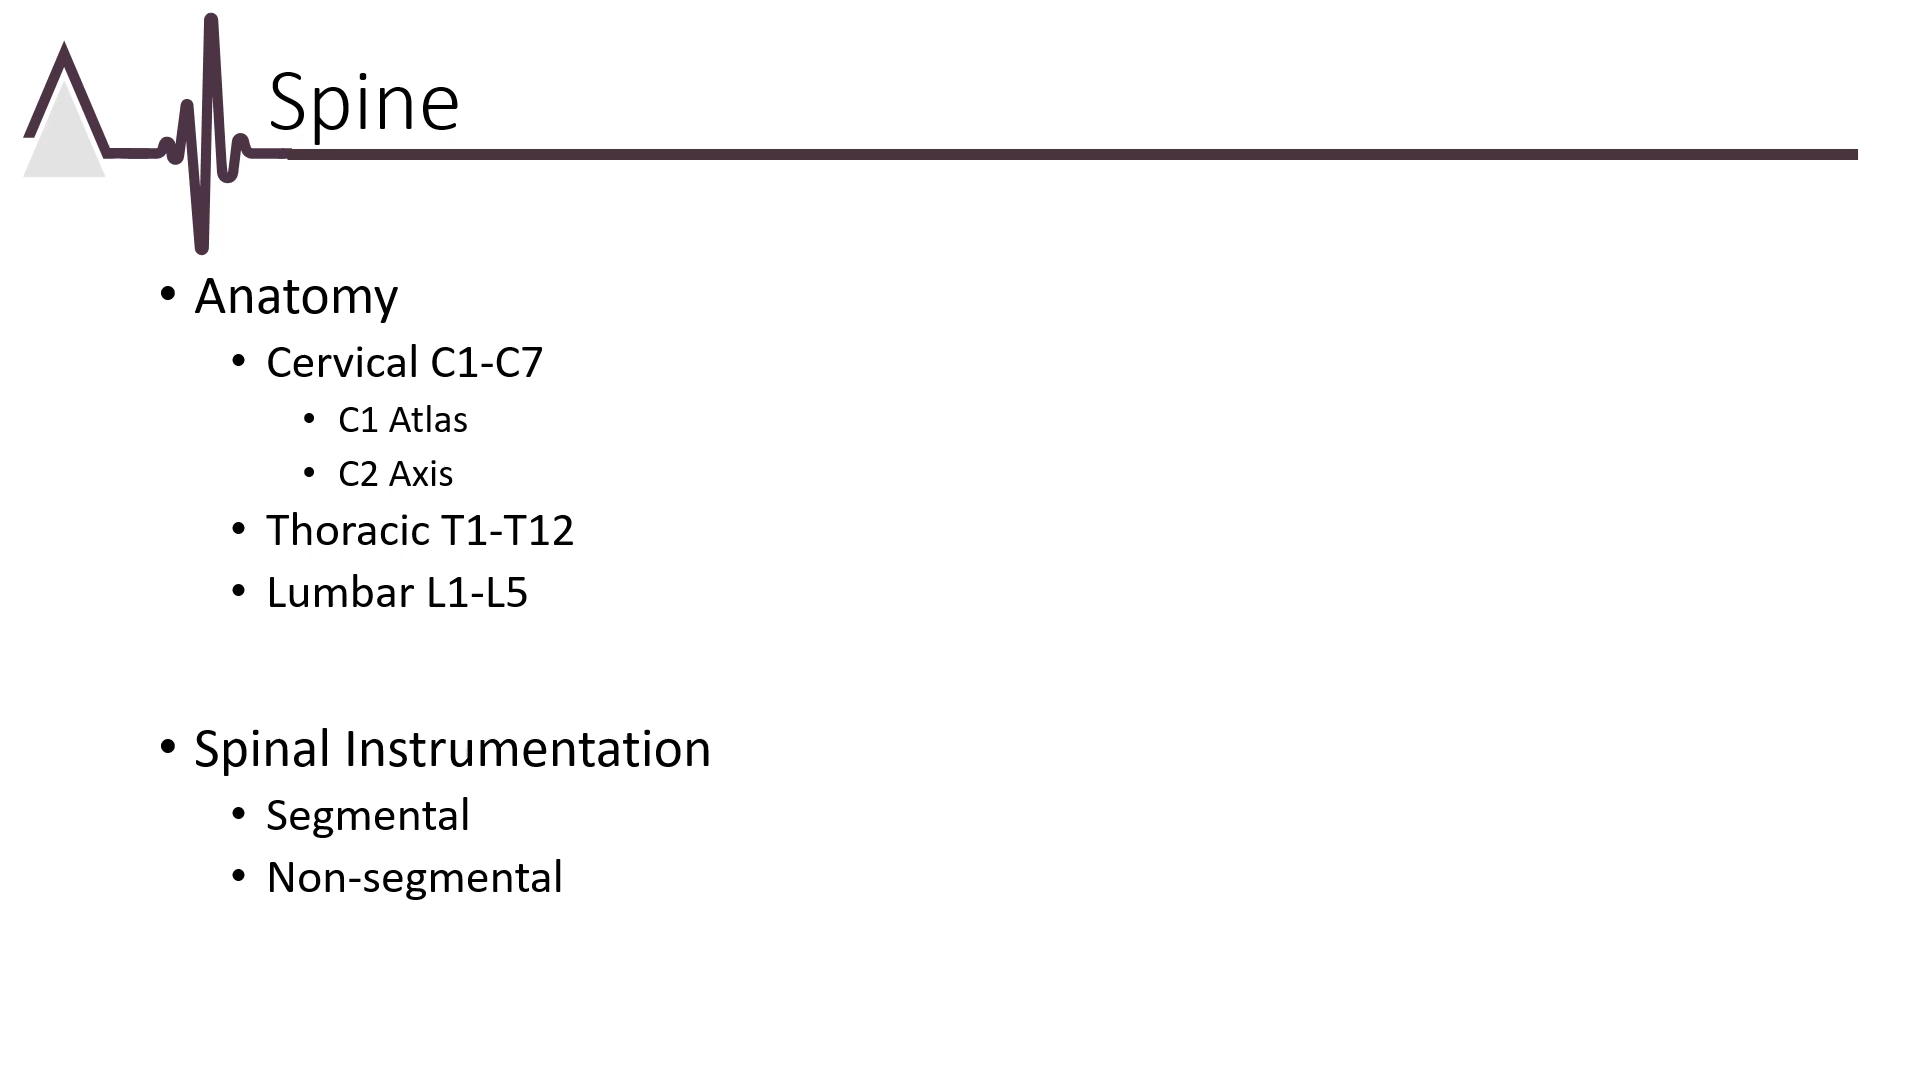 Spine
• Anatomy
• Cervical C1-C7
• C1 Atlas
• C2 Axis
• Thoracic T1-T12
• Lumbar L1-L5
• Spinal Instrumentation
• Segmental
• Non-segmental